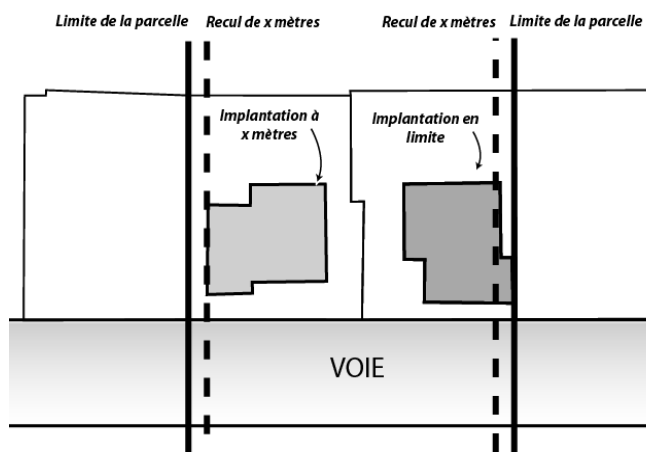 Limite de la parcelle
Recul de x mètres
Recul de x mètres
Limite de la parcelle
Implantation à
x mètres
Implantation en
limite
VOIE